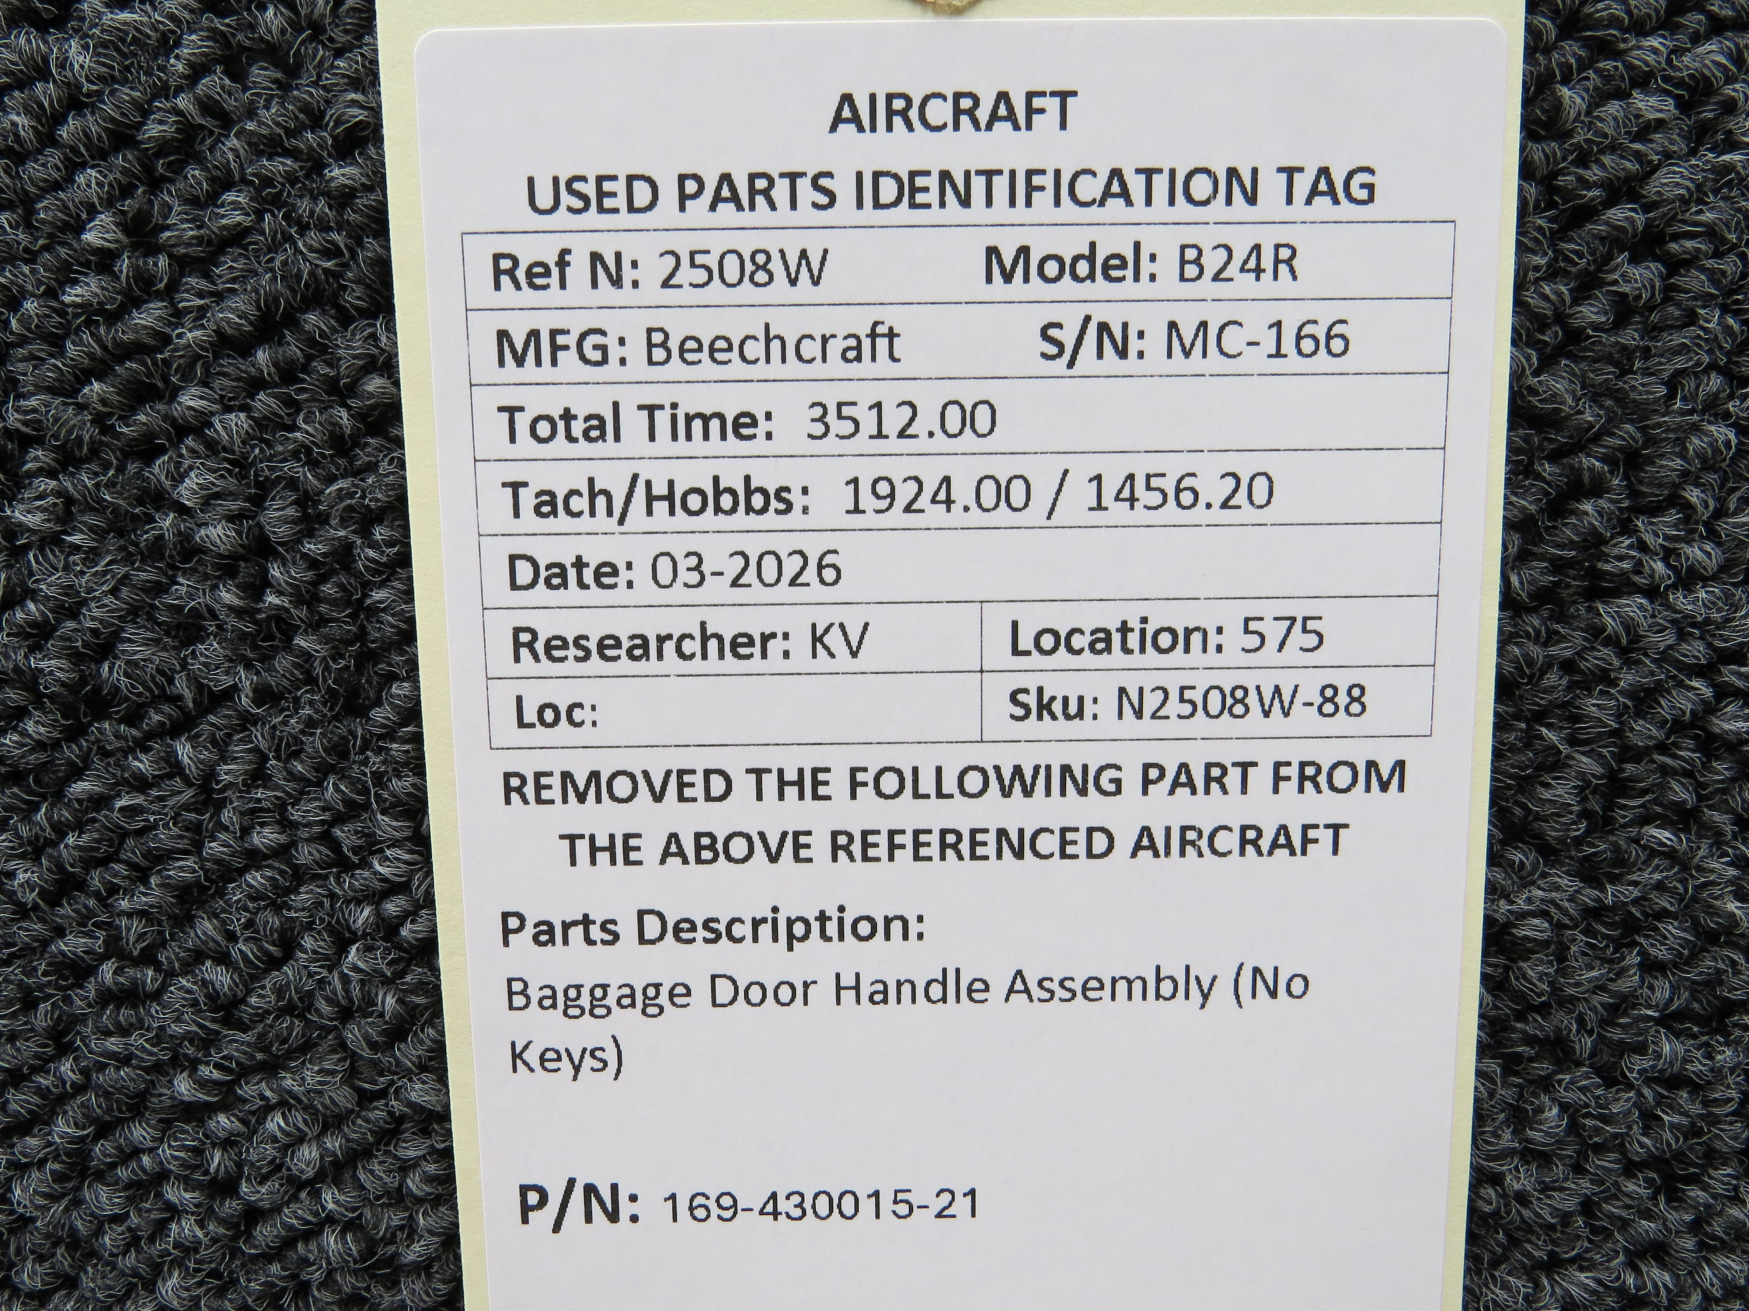 AIRCRAFT
USED PARTS IDENTIFICATION TAG
Ref N: 2508W Model: B24R
MFG: Beechcraft S/N: MC-166
Total Time: 3512.00
Tach/Hobbs: 1924.00 / 1456.20
Date: 03-2026
Researcher: KV Location: 575
Loc: Sku: N2508W-88
REMOVED THE FOLLOWING PART FROM
THE ABOVE REFERENCED AIRCRAFT
Parts Description:
Baggage Door Handle Assembly (No
Keys)
P/N: 169-430015-21